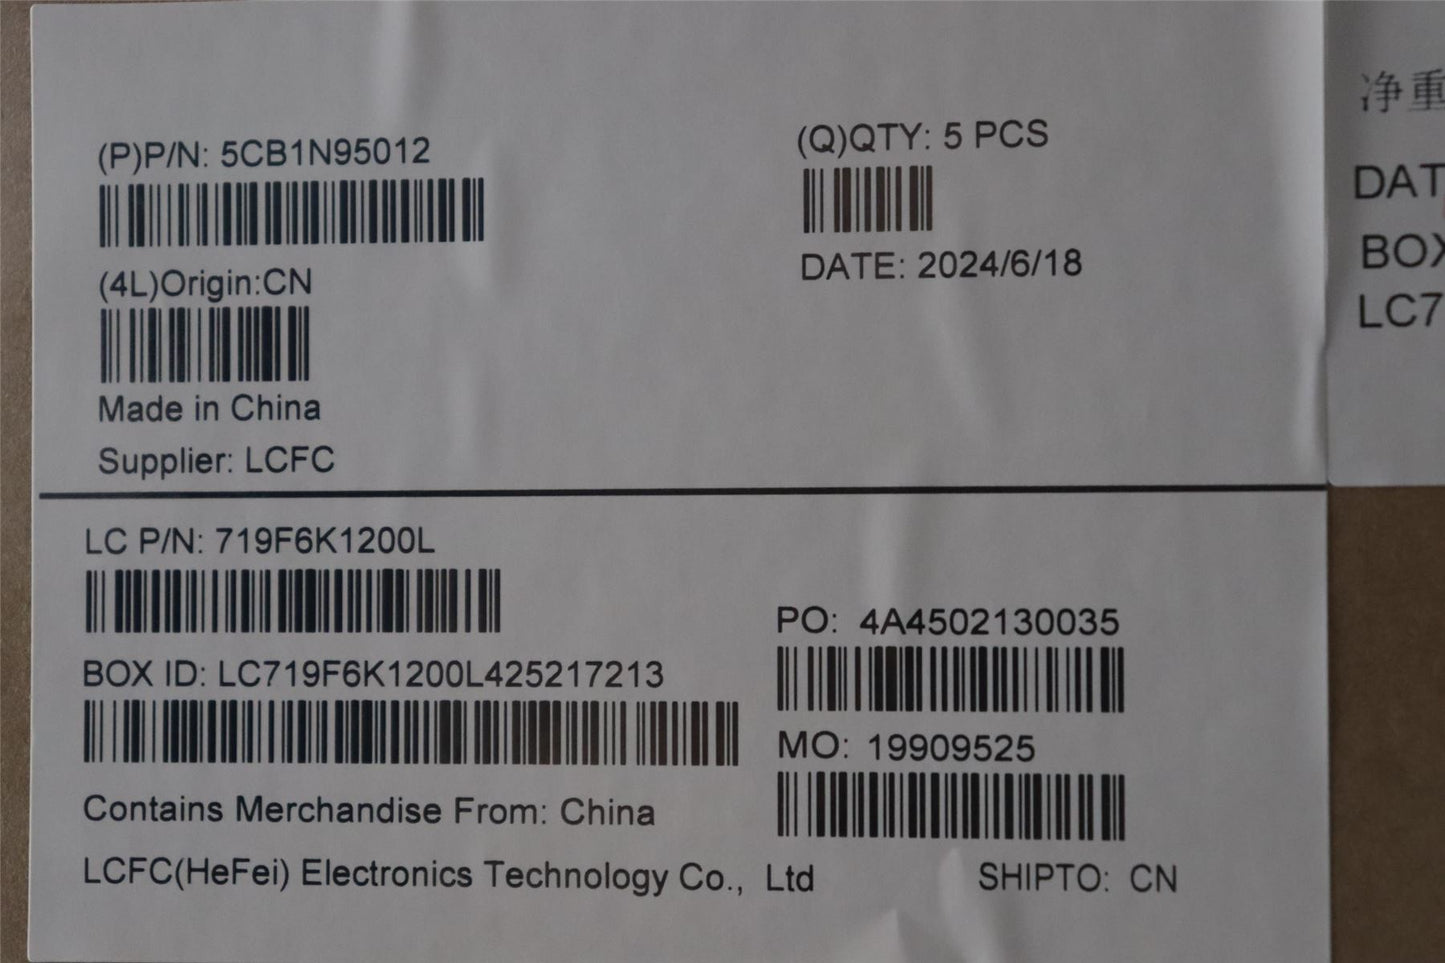 (P)P/N: 5CB1N95012
(4L)Origin:CN
Made in China
Supplier: LCFC
(Q)QTY: 5 PCS
DATE: 2024/6/18
LC P/N: 719F6K1200L
BOX ID: LC719F6K1200L425217213
Contains Merchandise From: China
LCFC(HeFei) Electronics Technology Co., Ltd
PO: 4A4502130035
MO: 19909525
SHIPTO: CN
净重
DAT
BOX
LC7